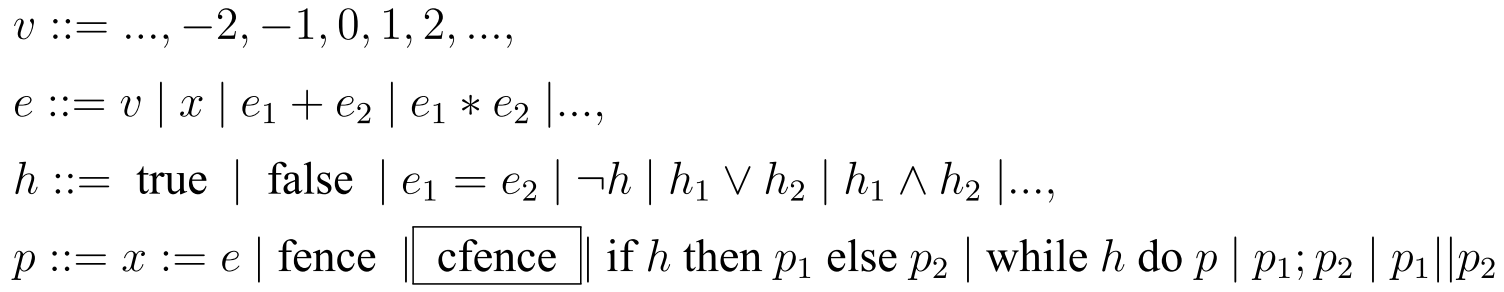 v ::= ..., −2, −1, 0, 1, 2, ...,
e ::= v | x | e₁ + e₂ | e₁ ∗ e₂ |...,
h ::= true | false | e₁ = e₂ | ¬h | h₁ ∨ h₂ | h₁ ∧ h₂ |...,
p ::= x := e | fence | cfence | if h then p₁ else p₂ | while h do p | p₁; p₂ | p₁||p₂